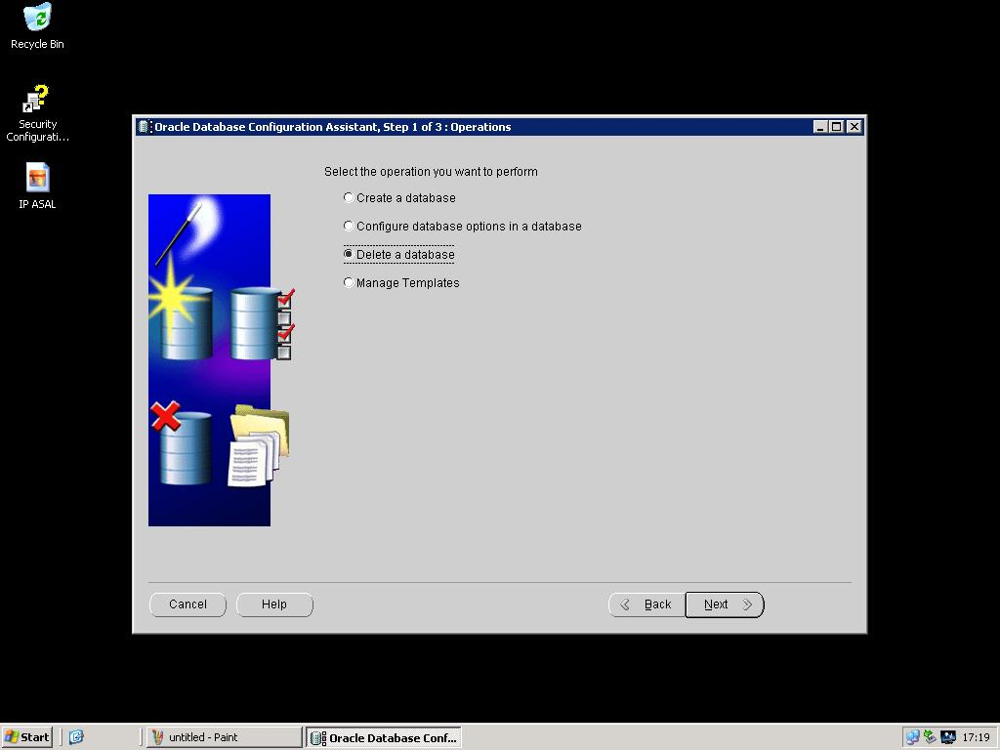 Recycle Bin
Security
Configurati...
IP ASAL
Oracle Database Configuration Assistant, Step 1 of 3 : Operations
Select the operation you want to perform
Create a database
Configure database options in a database
Delete a database
Manage Templates
Cancel
Help
Back
Next
Start
untitled - Paint
Oracle Database Conf...
17:19